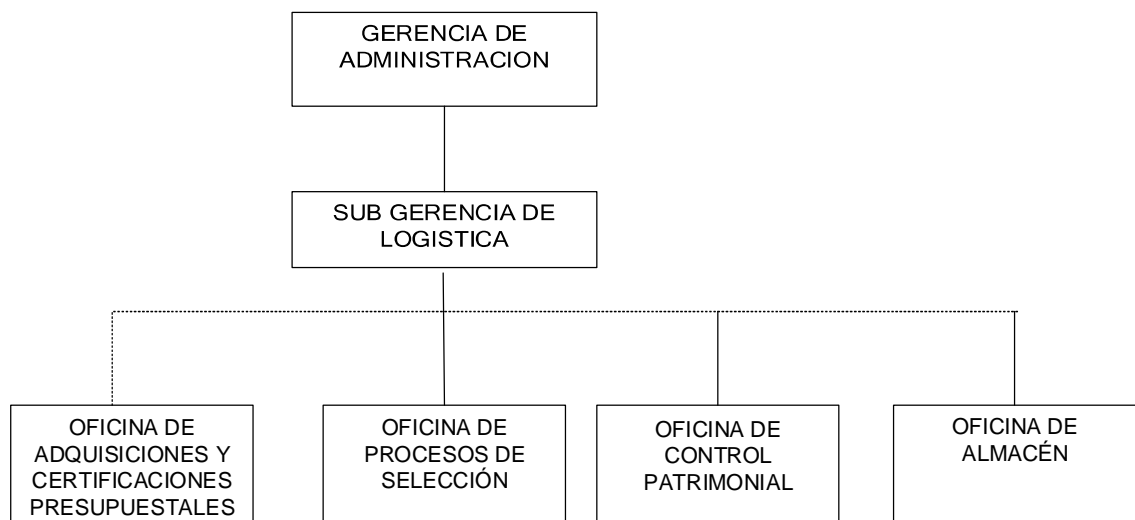 GERENCIA DE
ADMINISTRACION
SUB GERENCIA DE
LOGISTICA
OFICINA DE
ADQUISICIONES Y
CERTIFICACIONES
PRESUPUESTALES
OFICINA DE
PROCESOS DE
SELECCIÓN
OFICINA DE
CONTROL
PATRIMONIAL
OFICINA DE
ALMACÉN